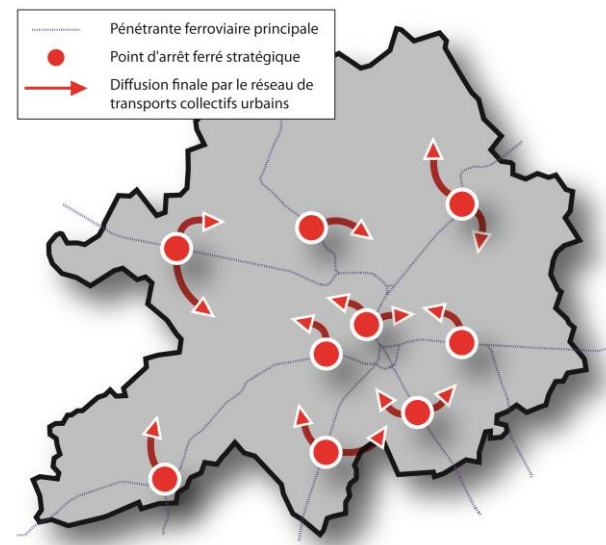 Pénétrante ferroviaire principale
Point d'arrêt ferré stratégique
Diffusion finale par le réseau de
transports collectifs urbains